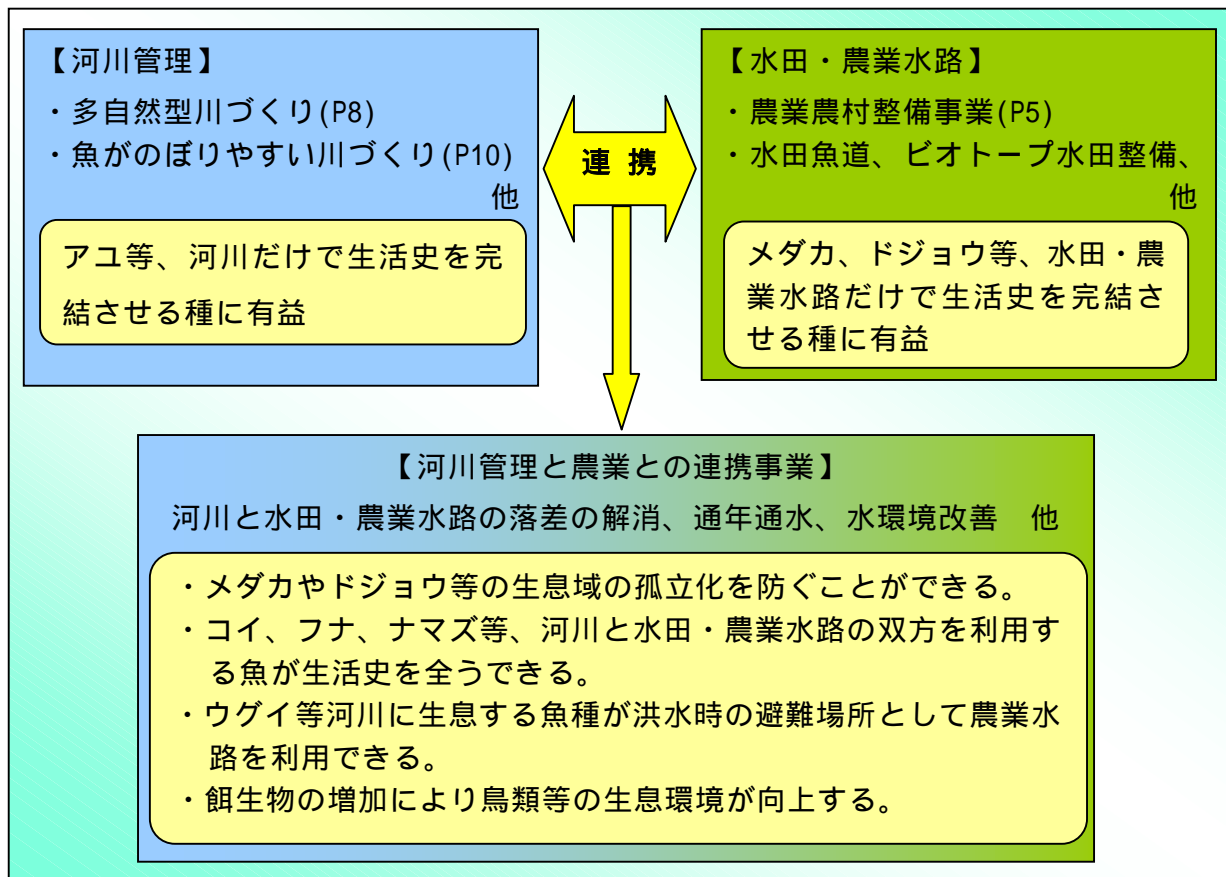 【河川管理】
・多自然型川づくり(P8)
・魚がのぼりやすい川づくり(P10)
他
アユ等、河川だけで生活史を完
結させる種に有益
連 携
【水田・農業水路】
・農業農村整備事業(P5)
・水田魚道、ビオトープ水田整備、
他
メダカ、ドジョウ等、水田・農
業水路だけで生活史を完結さ
せる種に有益
【河川管理と農業との連携事業】
河川と水田・農業水路の落差の解消、通年通水、水環境改善　他
・メダカやドジョウ等の生息域の孤立化を防ぐことができる。
・コイ、フナ、ナマズ等、河川と水田・農業水路の双方を利用す
る魚が生活史を全うできる。
・ウグイ等河川に生息する魚種が洪水時の避難場所として農業水
路を利用できる。
・餌生物の増加により鳥類等の生息環境が向上する。